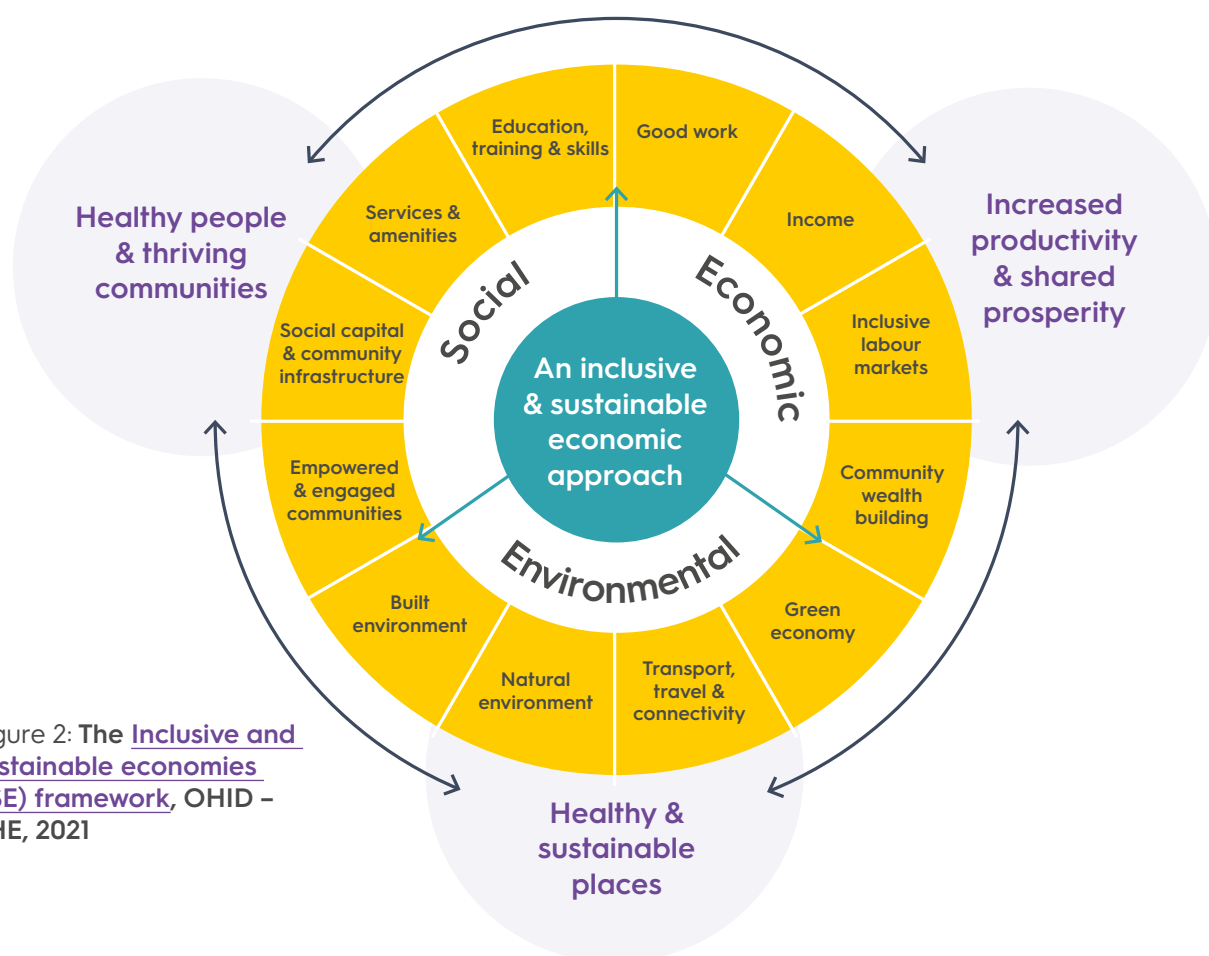 Education,
training & skills
Good work
Services &
amenities
Income
Healthy people
& thriving
communities
Increased
productivity
& shared
prosperity
Social
Economic
Social capital
& community
infrastructure
Inclusive
labour
markets
An inclusive
& sustainable
economic
approach
Empowered
& engaged
communities
Community
wealth
building
Environmental
Built
environment
Green
economy
Natural
environment
Transport,
travel &
connectivity
gure 2: The Inclusive and
stainable economies
SE) framework, OHID –
HE, 2021
Healthy &
sustainable
places